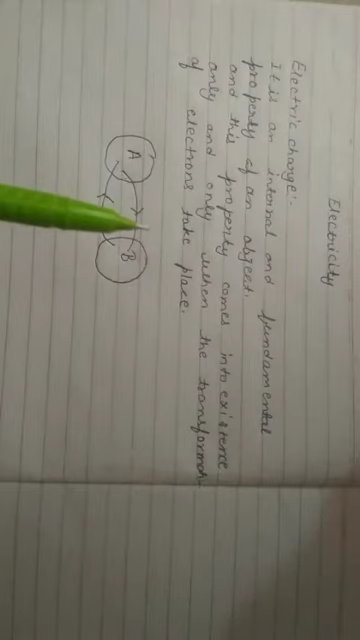 Electricity
Electric charge:-
It is an internal and fundamental
property of an object.
and this property comes into existence
only and only when the transformati
of electrons take place.
A
B